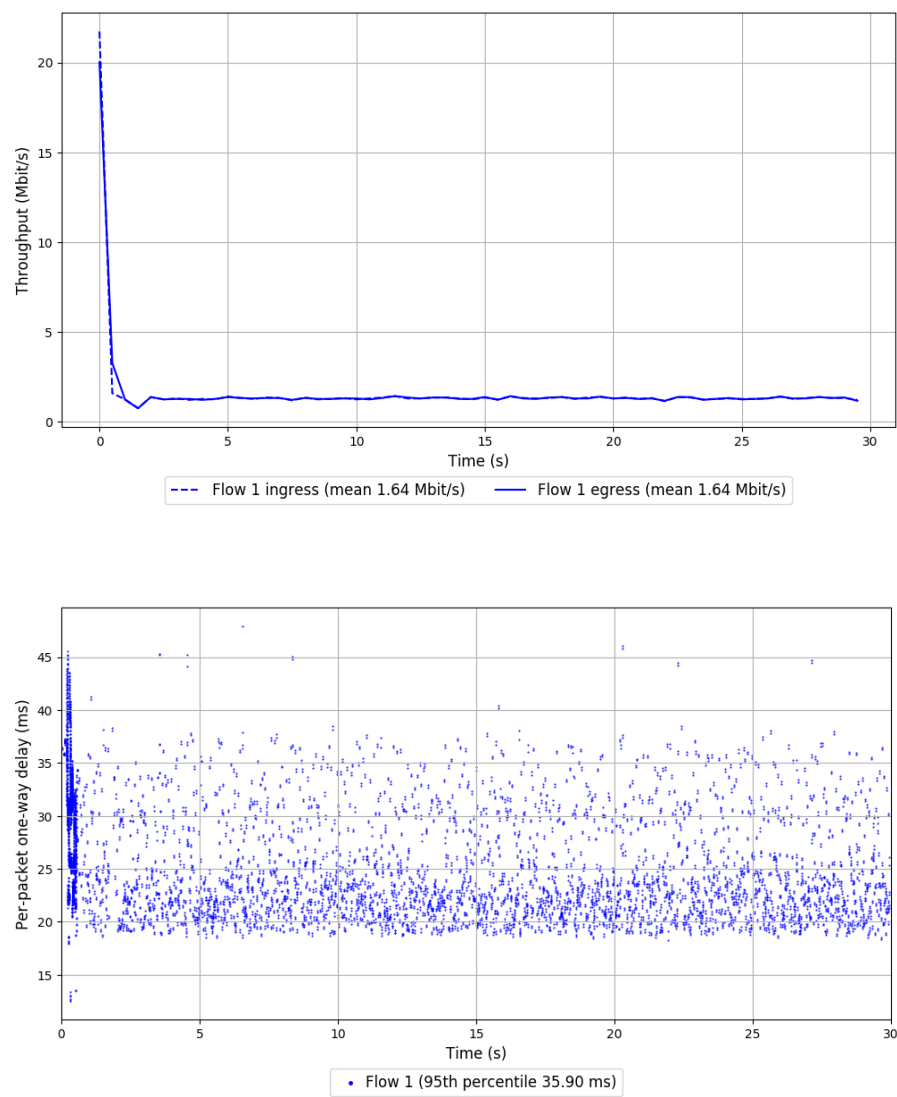 Throughput (Mbit/s)
20
15
10
5
0
0 5 10 15 20 25 30
Time (s)
Flow 1 ingress (mean 1.64 Mbit/s) Flow 1 egress (mean 1.64 Mbit/s)
Per-packet one-way delay (ms)
45
40
35
30
25
20
15
0 5 10 15 20 25 30
Time (s)
Flow 1 (95th percentile 35.90 ms)